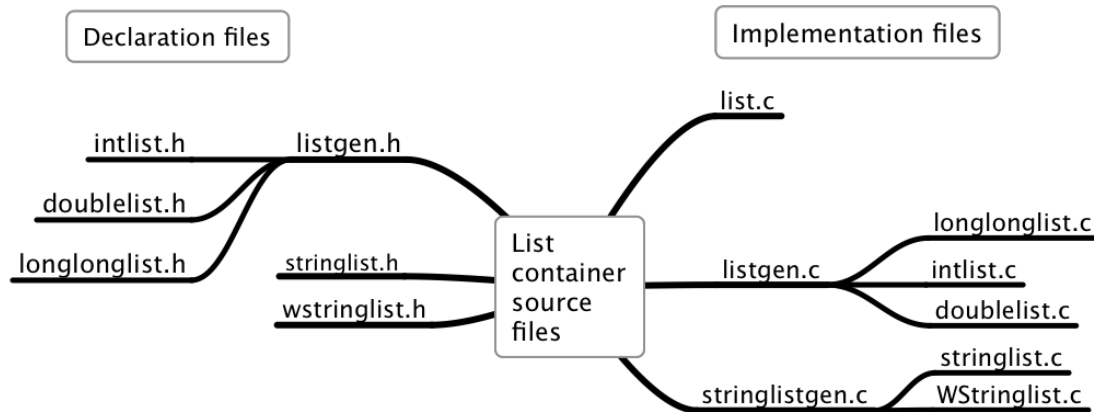 Declaration files
Implementation files
list.c
intlist.h
listgen.h
doublelist.h
longlonglist.h
stringlist.h
wstringlist.h
List
container
source
files
longlonglist.c
listgen.c
intlist.c
doublelist.c
stringlist.c
stringlistgen.c
WStringlist.c